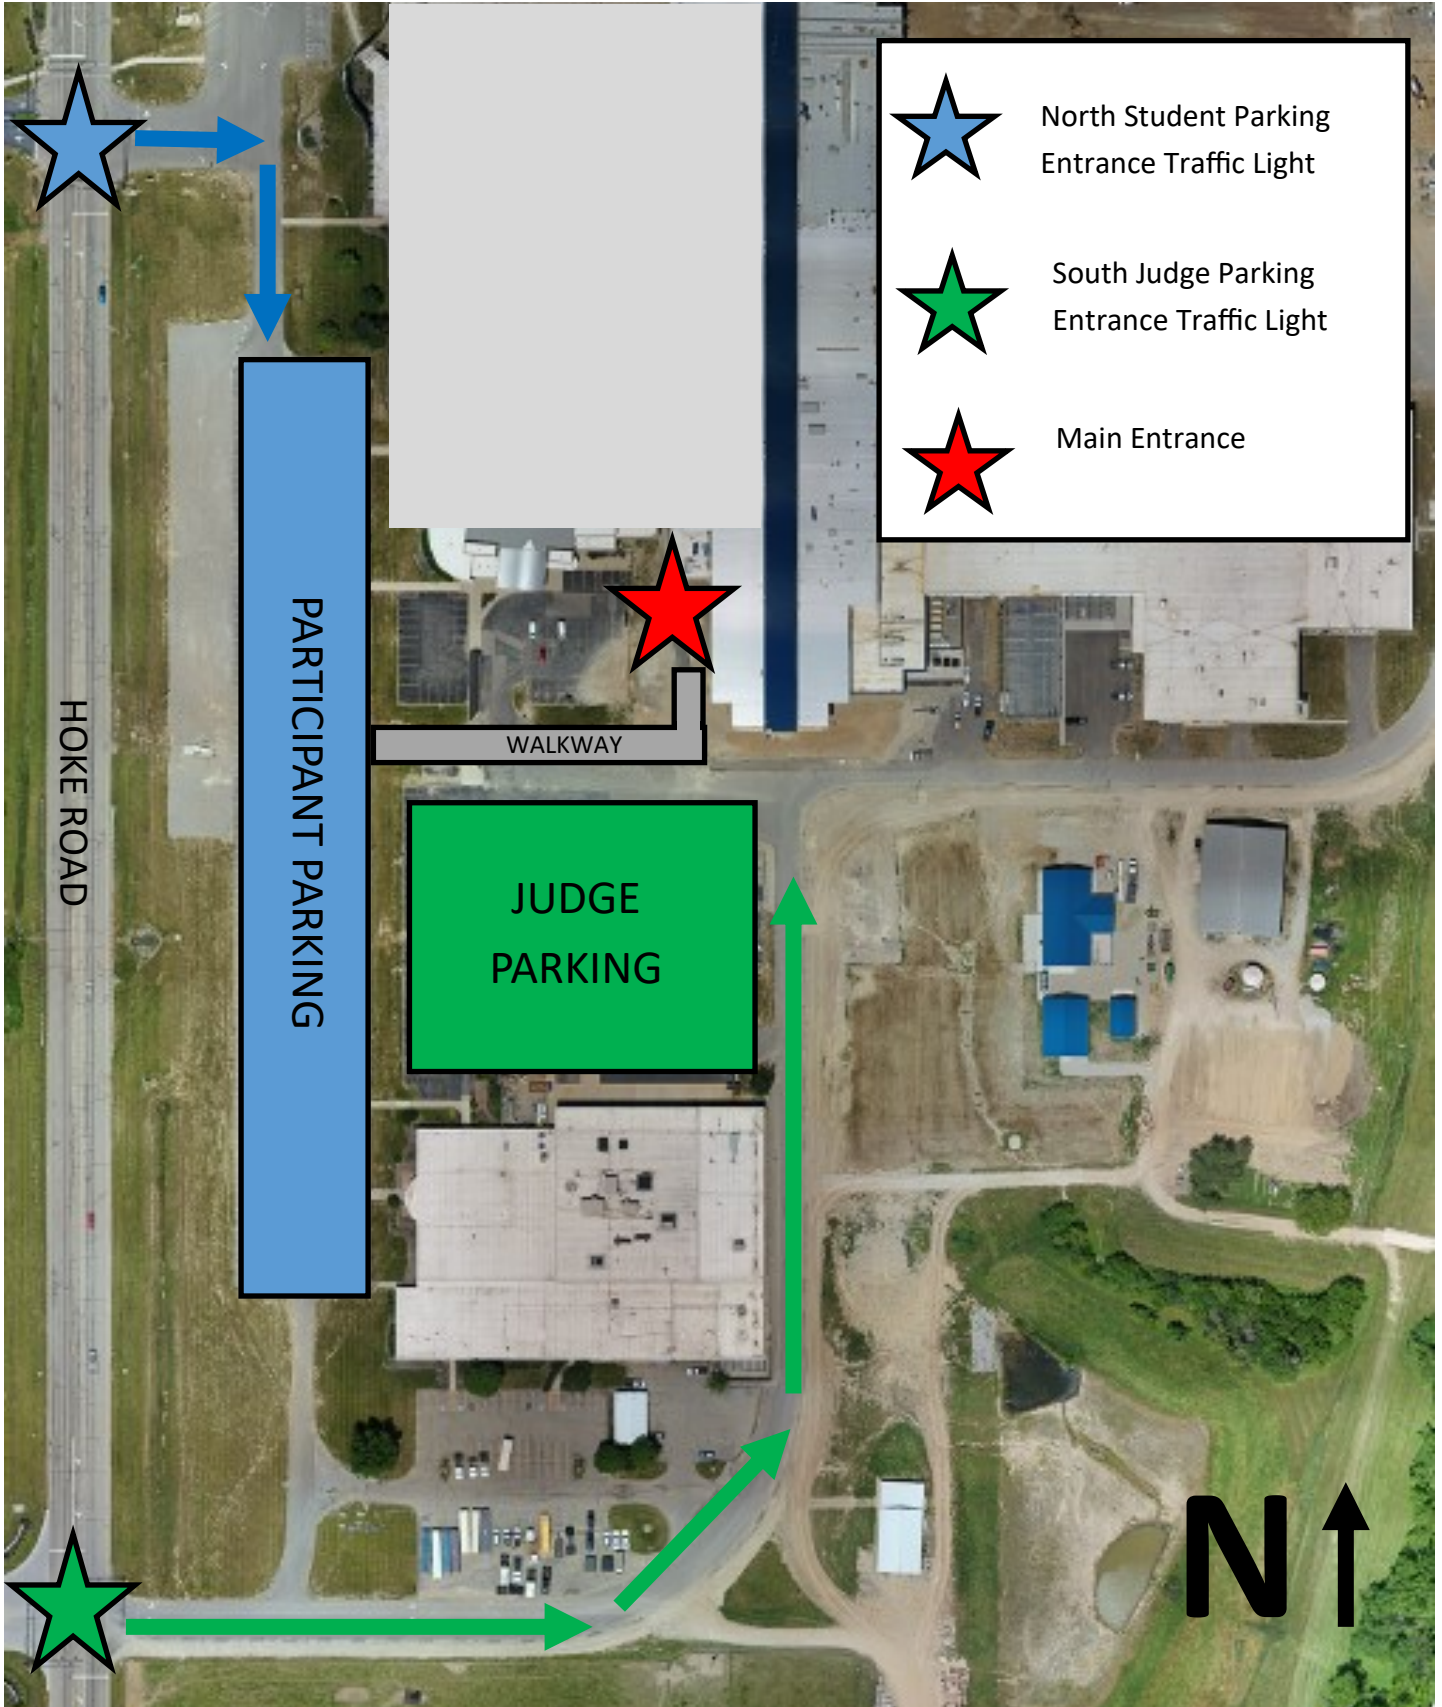 North Student Parking
Entrance Traffic Light
South Judge Parking
Entrance Traffic Light
Main Entrance
PARTICIPANT PARKING
HOKE ROAD
WALKWAY
JUDGE
PARKING
N